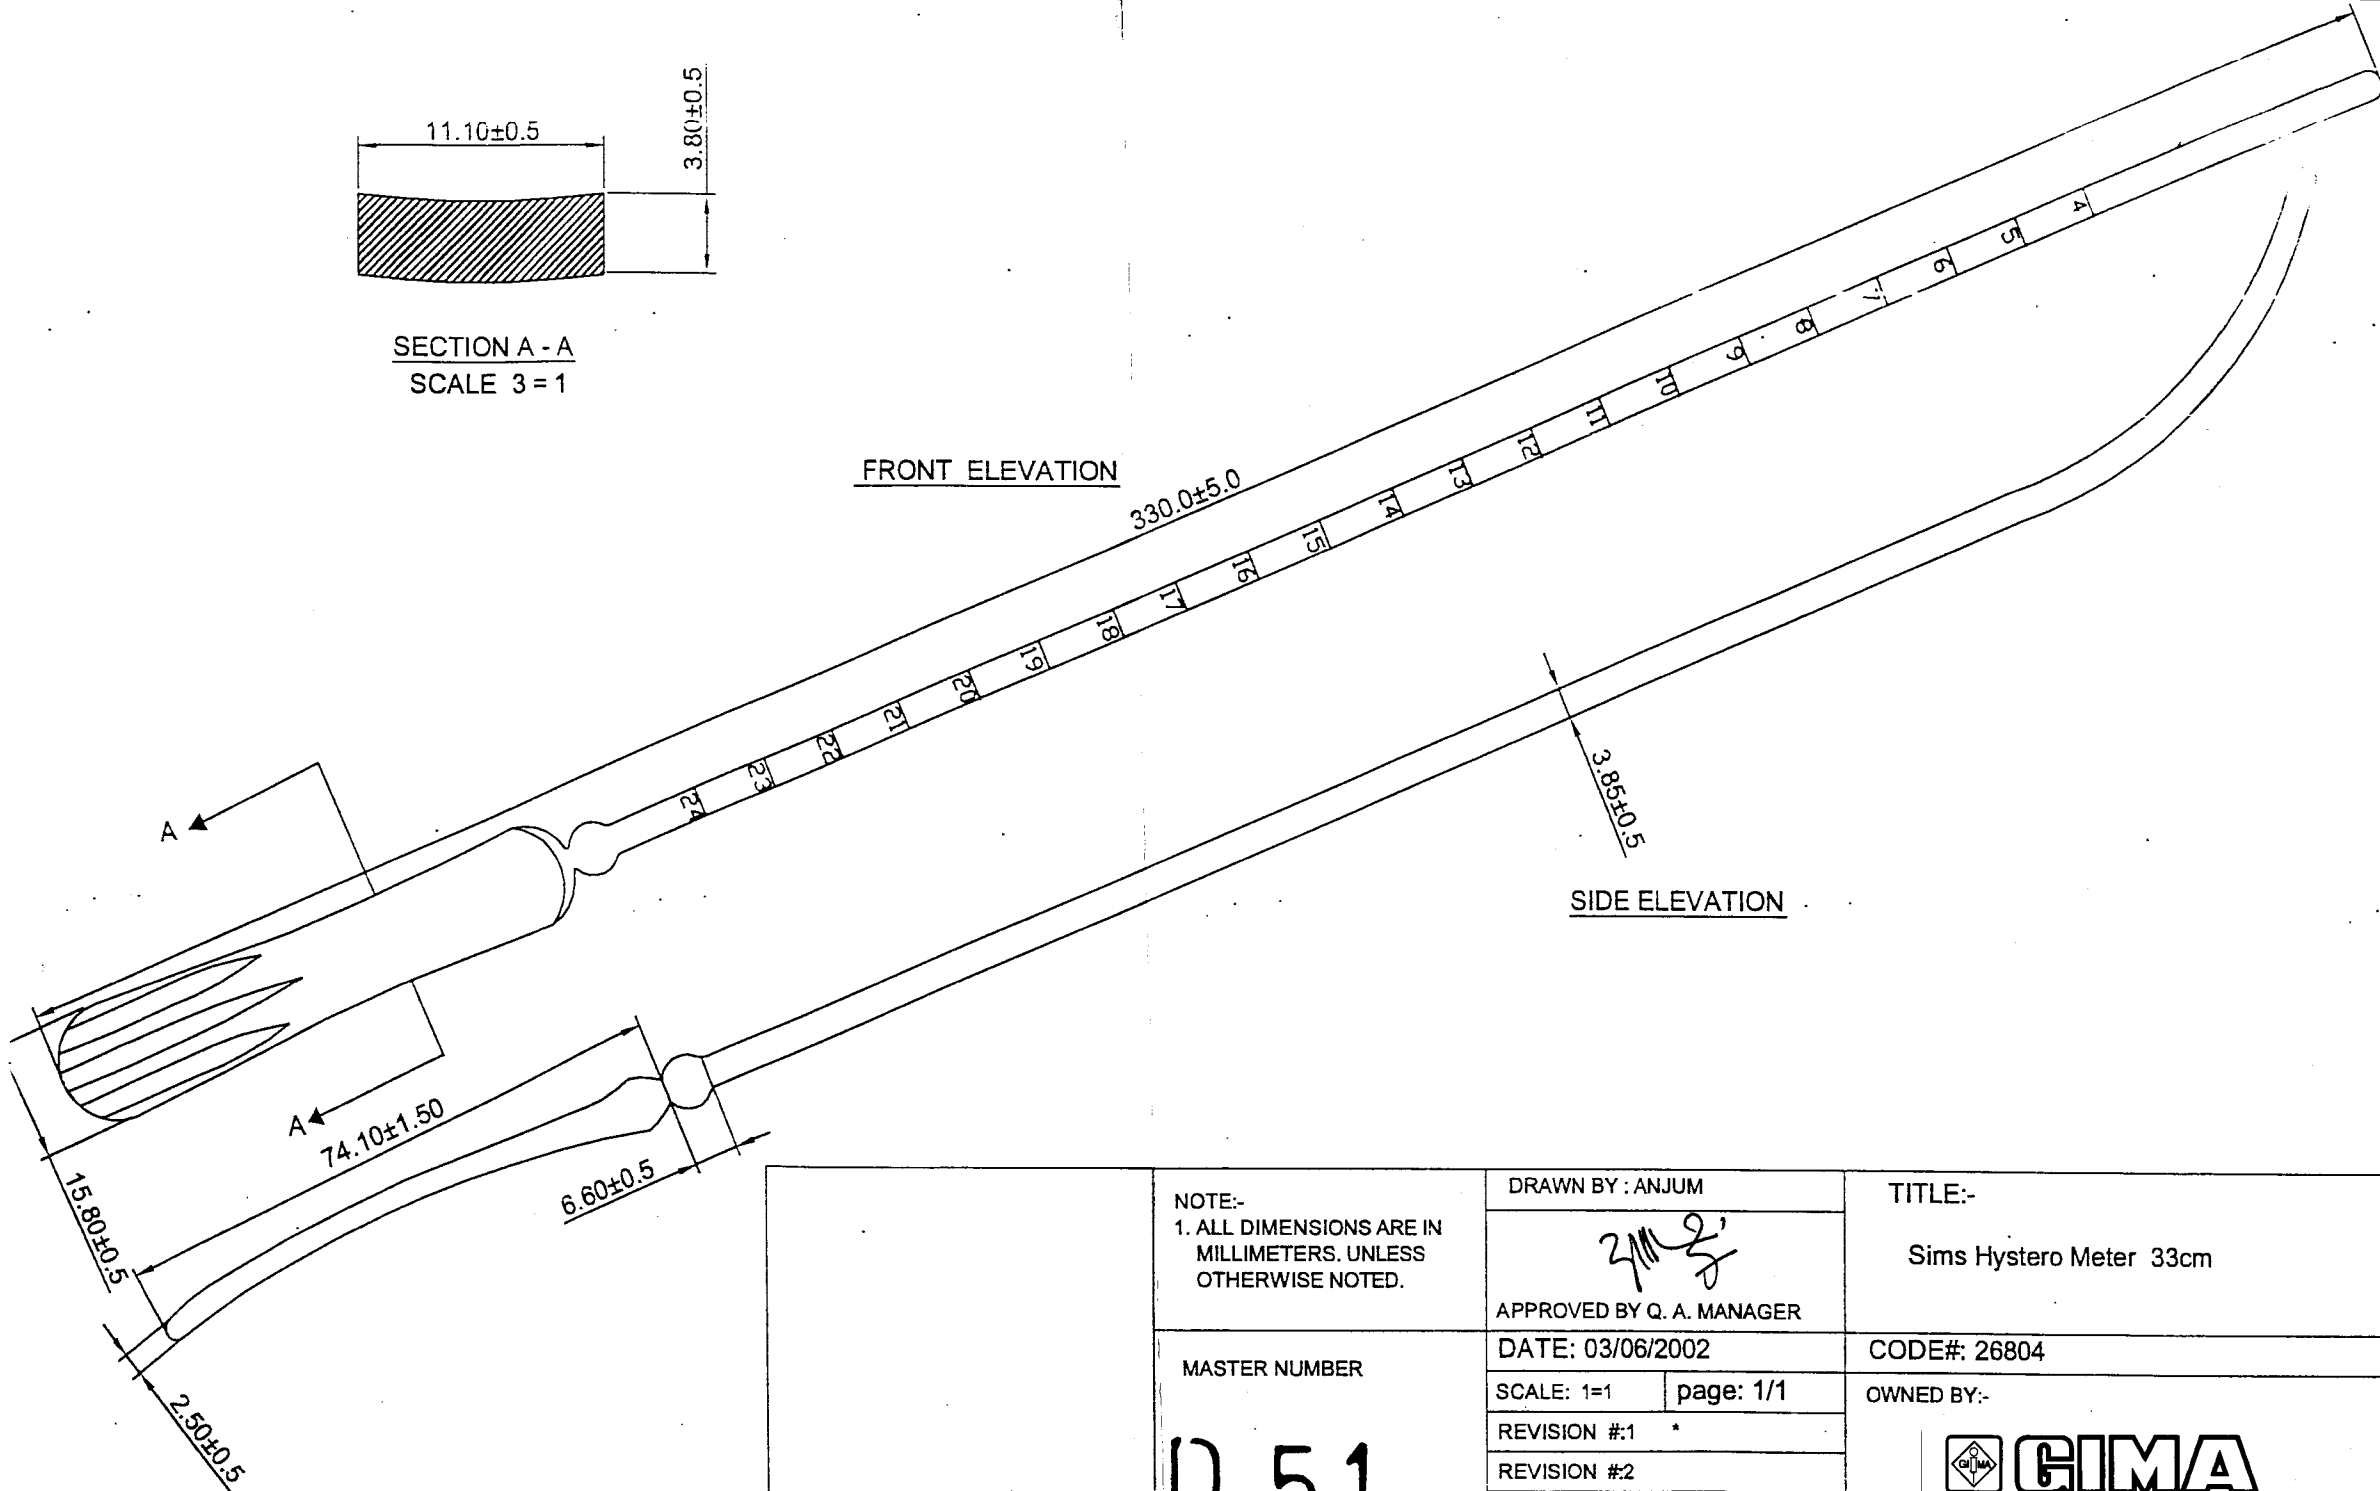 11.10±0.5
3.80±0.5
SECTION A - A
SCALE 3 = 1
FRONT ELEVATION
330.0±5.0
4
5
6
7
8
9
10
11
12
13
14
15
16
17
18
19
20
21
22
23
24
3.85±0.5
SIDE ELEVATION
A
A
74.10±1.50
6.60±0.5
15.80±0.5
2.50±0.5
NOTE:-
1. ALL DIMENSIONS ARE IN
MILLIMETERS. UNLESS
OTHERWISE NOTED.
MASTER NUMBER
51
DRAWN BY : ANJUM
APPROVED BY Q. A. MANAGER
DATE: 03/06/2002
SCALE: 1=1
page: 1/1
REVISION #:1 *
REVISION #:2
TITLE:-
Sims Hystero Meter 33cm
CODE#: 26804
OWNED BY:-
GIMA
GIMA